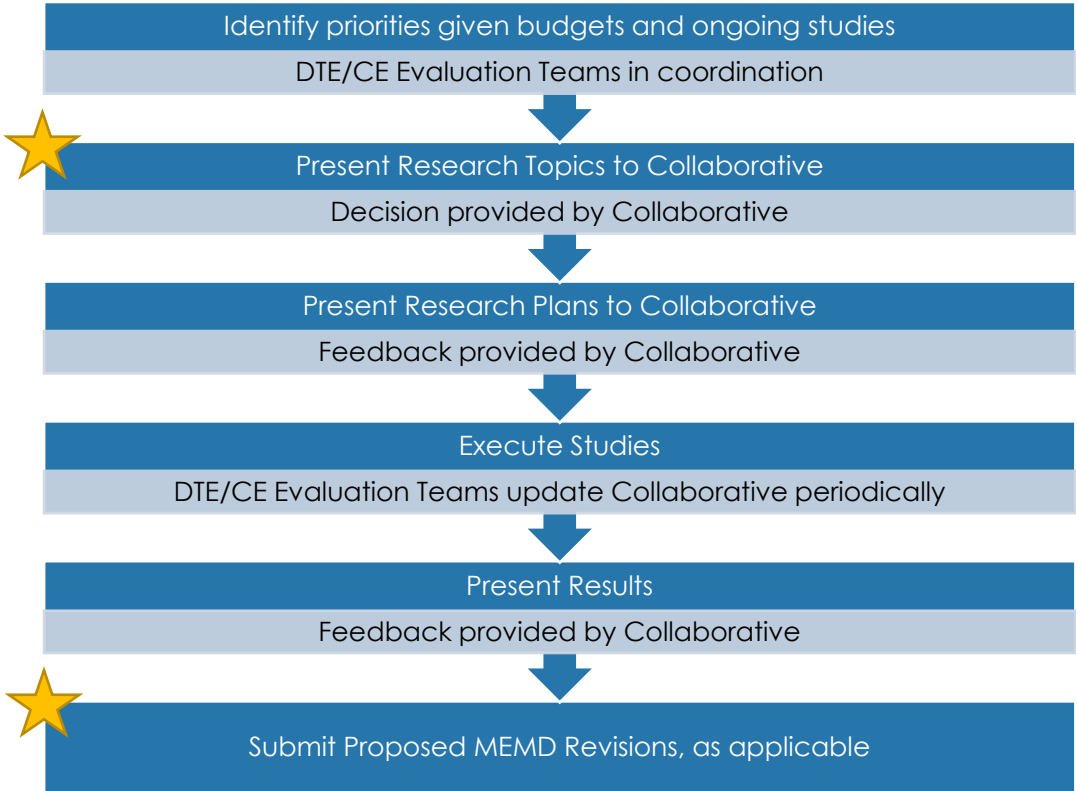 Identify priorities given budgets and ongoing studies
DTE/CE Evaluation Teams in coordination
Present Research Topics to Collaborative
Decision provided by Collaborative
Present Research Plans to Collaborative
Feedback provided by Collaborative
Execute Studies
DTE/CE Evaluation Teams update Collaborative periodically
Present Results
Feedback provided by Collaborative
Submit Proposed MEMD Revisions, as applicable